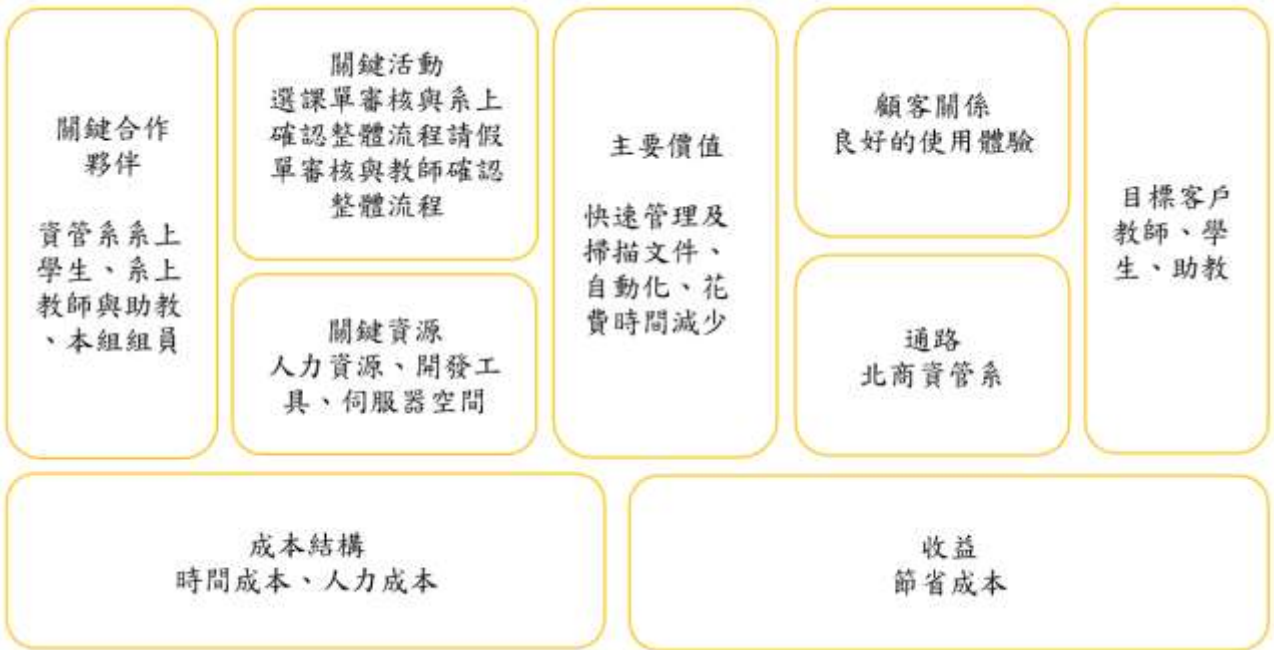 關鍵合作
夥伴
資管系系上
學生、系上
教師與助教
、本組組員
關鍵活動
選課單審核與系上
確認整體流程請假
單審核與教師確認
整體流程
關鍵資源
人力資源、開發工
具、伺服器空間
主要價值
快速管理及
掃描文件、
自動化、花
費時間減少
顧客關係
良好的使用體驗
通路
北商資管系
目標客戶
教師、學
生、助教
成本結構
時間成本、人力成本
收益
節省成本